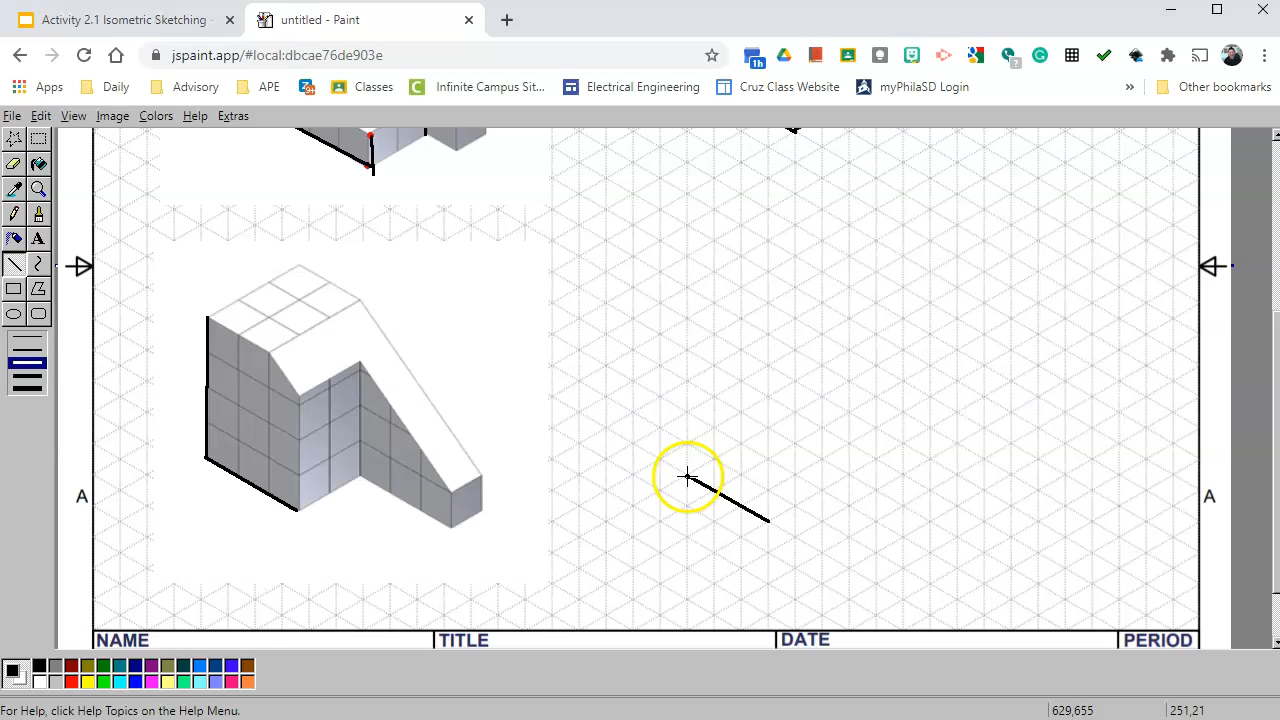 Activity 2.1 Isometric Sketching -
untitled - Paint
jspaint.app/#local:dbcae76de903e
1h
?
Apps
Daily
Advisory
Z
9+
APE
Classes
C
Infinite Campus Sit...
Electrical Engineering
Cruz Class Website
myPhilaSD Login
»
Other bookmarks
File Edit View Image Colors Help Extras
A
A
A
NAME
TITLE
DATE
PERIOD
For Help, click Help Topics on the Help Menu.
629,655
251,21